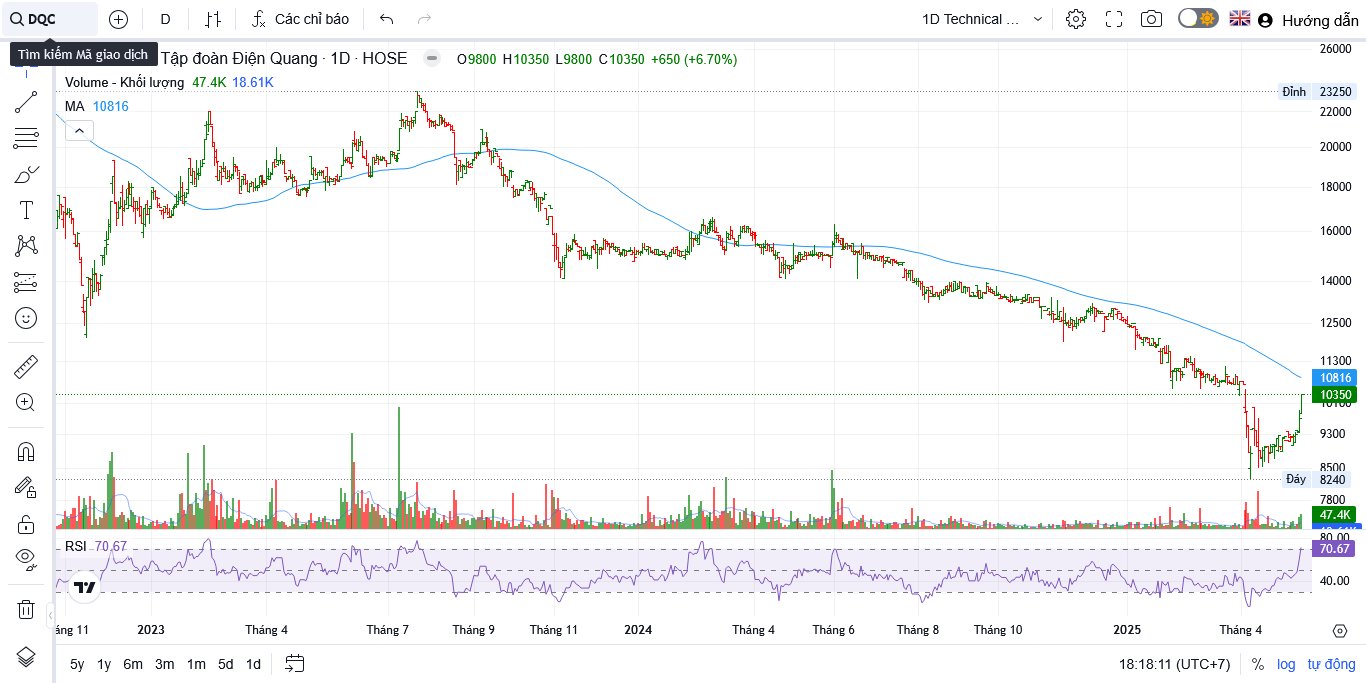 DQC
D
Các chỉ báo
1D Technical ...
Hướng dẫn
Tìm kiếm Mã giao dịch
Tập đoàn Điện Quang · 1D · HOSE
O9800 H10350 L9800 C10350 +650 (+6.70%)
Volume - Khối lượng 47.4K 18.61K
MA 10816
26000
Đỉnh 23250
22000
20000
18000
16000
14000
12500
11300
10816
10350
10100
9300
8500
Đáy 8240
7800
47.4K
80.00
RSI 70.67
70.67
40.00
áng 11
2023
Tháng 4
Tháng 7
Tháng 9
Tháng 11
2024
Tháng 4
Tháng 6
Tháng 8
Tháng 10
2025
Tháng 4
5y 1y 6m 3m 1m 5d 1d
18:18:11 (UTC+7)
% log tự động